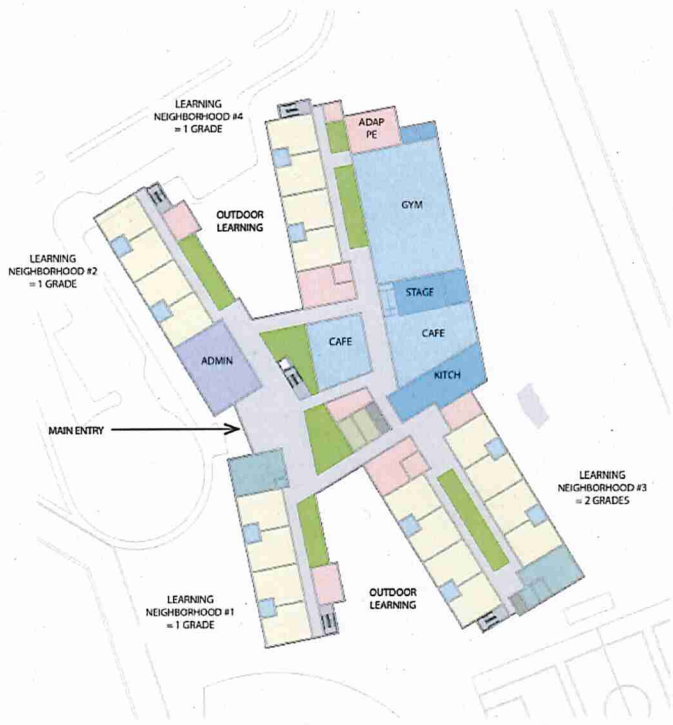 LEARNING
NEIGHBORHOOD #4
= 1 GRADE
ADAP
PE
GYM
OUTDOOR
LEARNING
LEARNING
NEIGHBORHOOD #2
= 1 GRADE
STAGE
CAFE
CAFE
ADMIN
KITCH
MAIN ENTRY
LEARNING
NEIGHBORHOOD #3
= 2 GRADES
OUTDOOR
LEARNING
LEARNING
NEIGHBORHOOD #1
= 1 GRADE